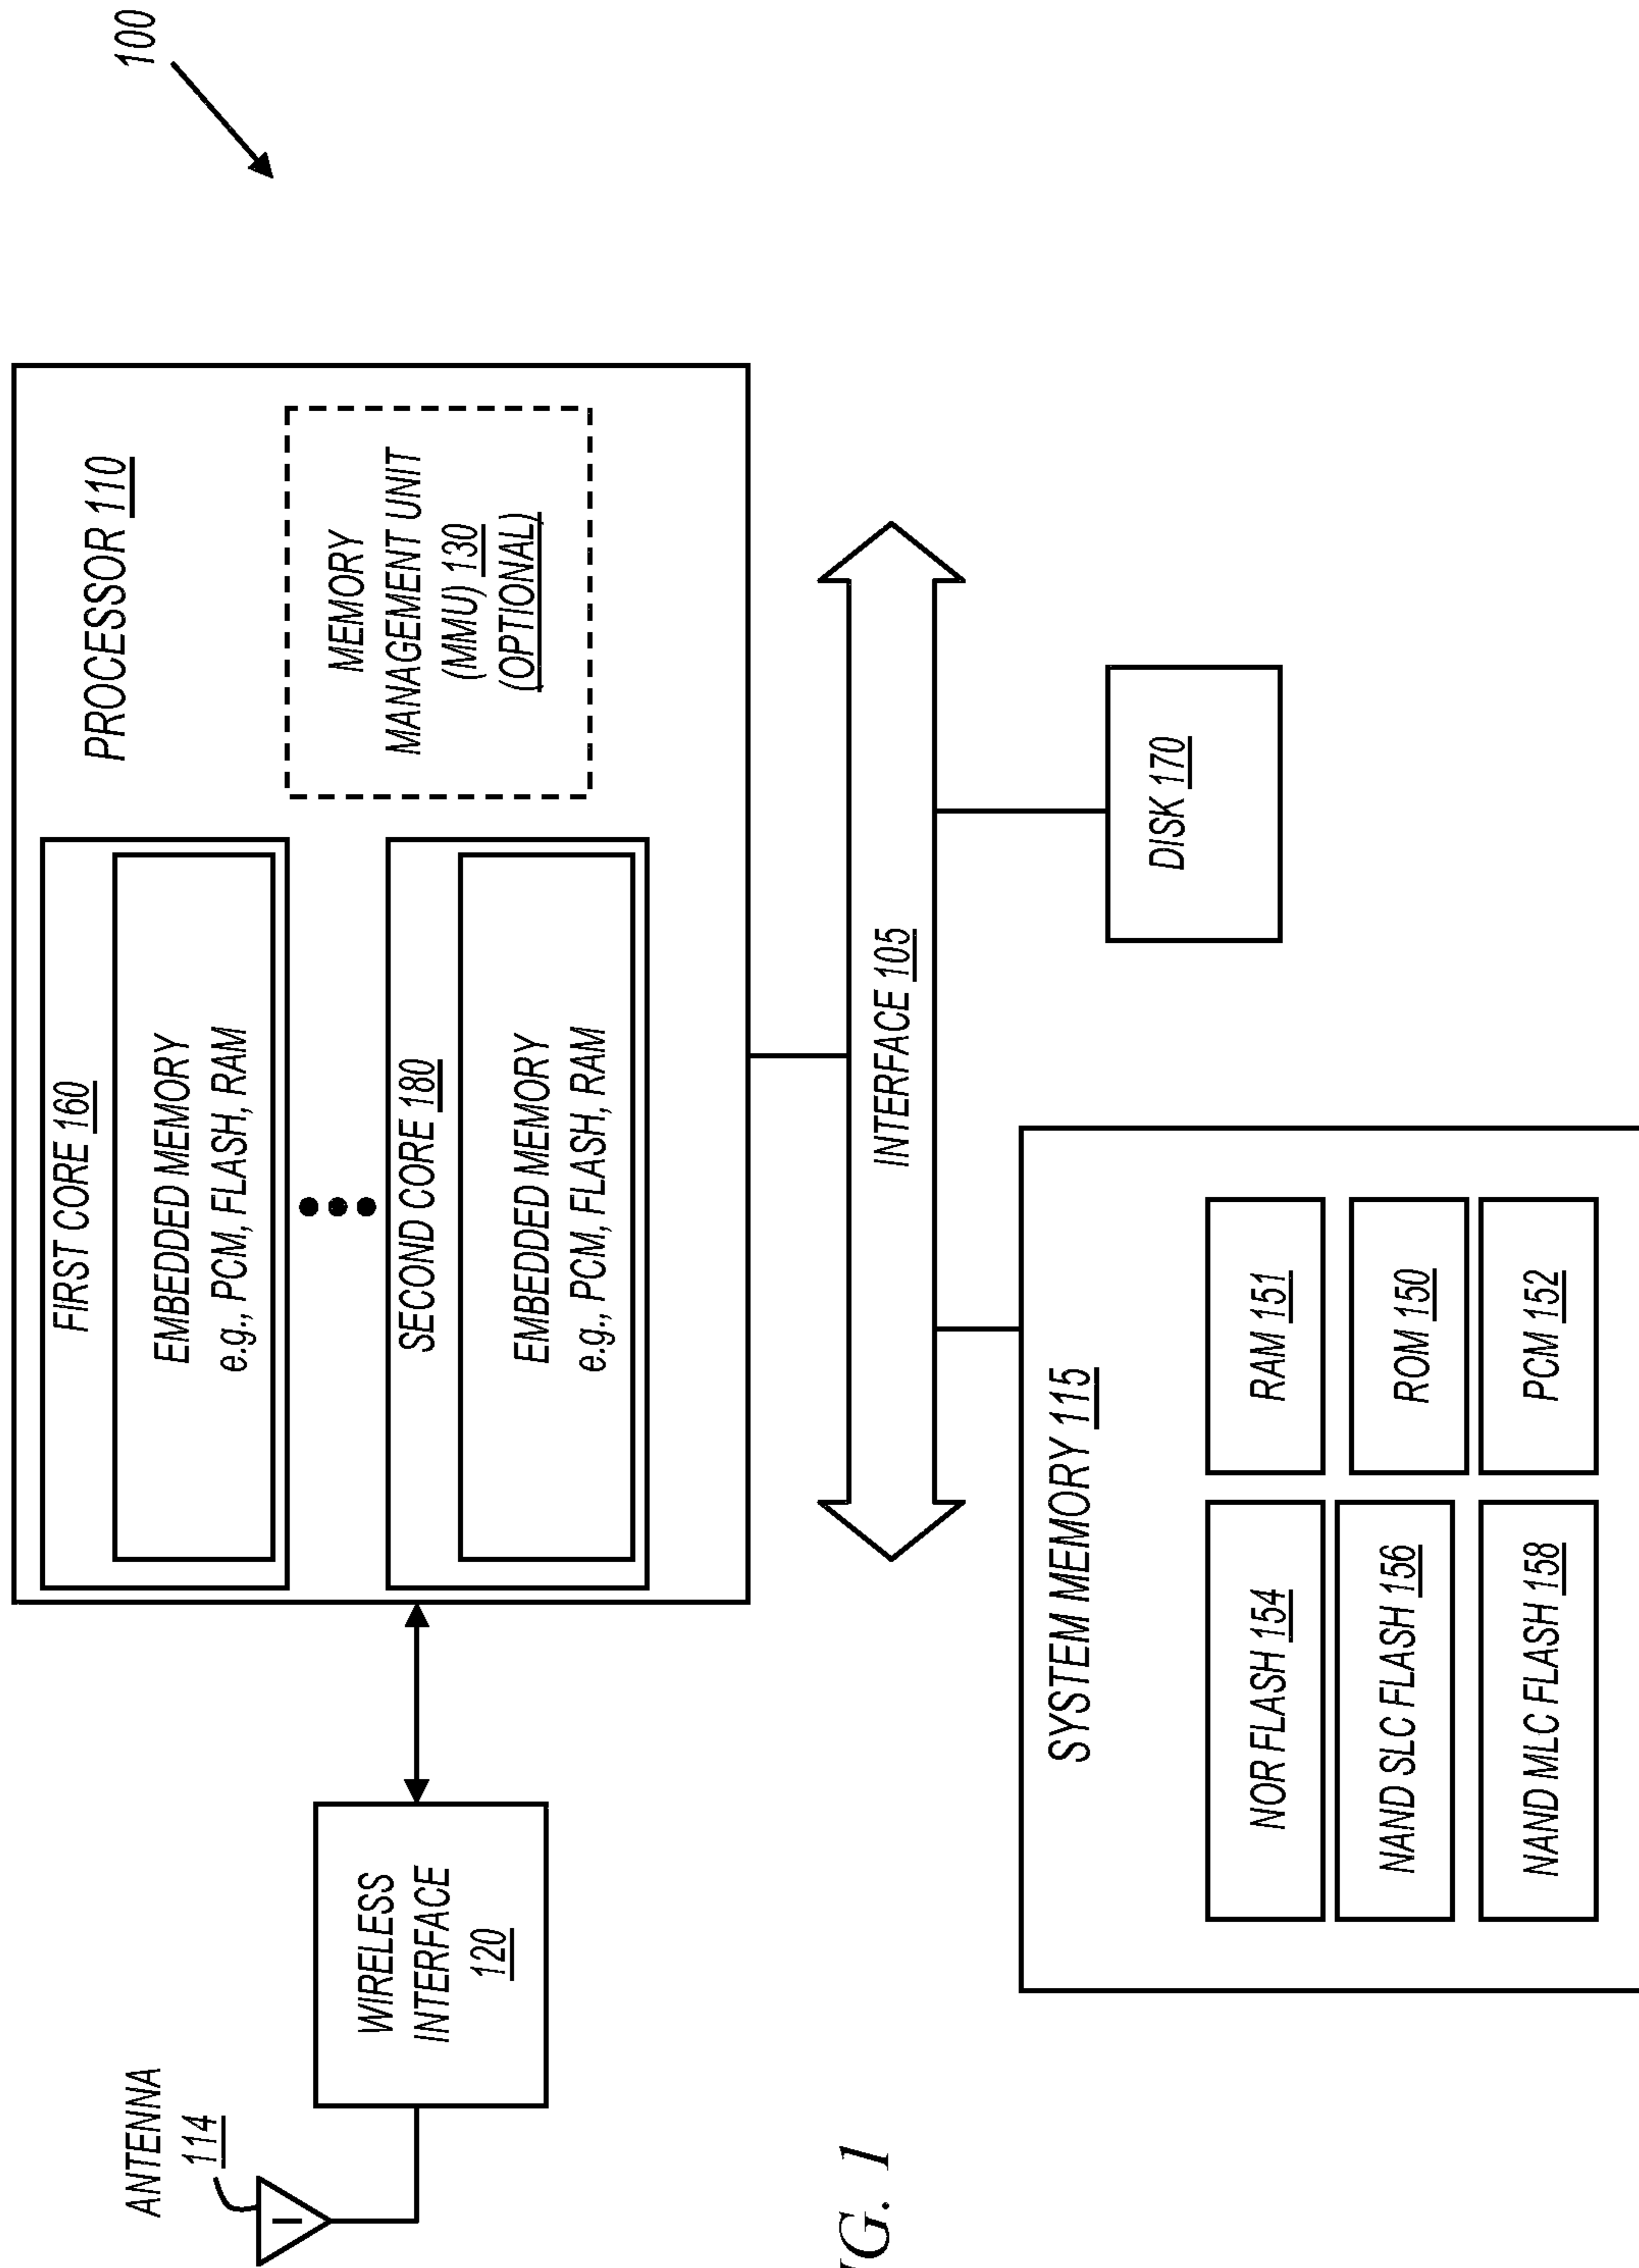 100
PROCESSOR 110
FIRST CORE 160
EMBEDDED MEMORY
e.g., PCM, FLASH, RAM
SECOND CORE 180
EMBEDDED MEMORY
e.g., PCM, FLASH, RAM
MEMORY
MANAGEMENT UNIT
(MMU) 130
(OPTIONAL)
ANTENNA
114
WIRELESS
INTERFACE
120
INTERFACE 105
SYSTEM MEMORY 115
NOR FLASH 154
RAM 151
NAND SLC FLASH 156
ROM 150
NAND MLC FLASH 158
PCM 152
DISK 170
IG. 1